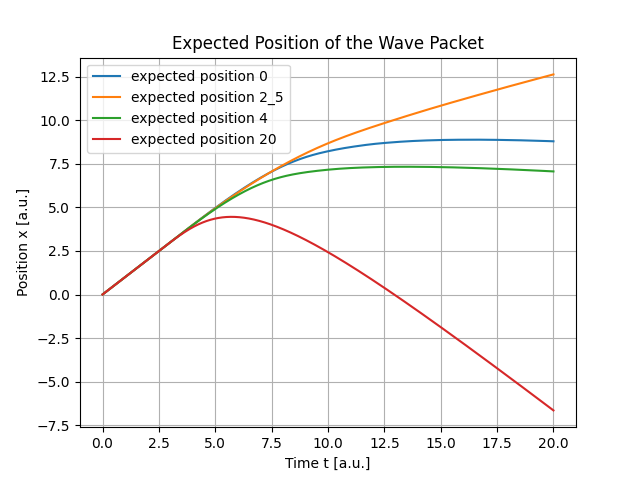 Expected Position of the Wave Packet
expected position 0
expected position 2_5
expected position 4
expected position 20
Position x [a.u.]
12.5
10.0
7.5
5.0
2.5
0.0
−2.5
−5.0
−7.5
0.0 2.5 5.0 7.5 10.0 12.5 15.0 17.5 20.0
Time t [a.u.]